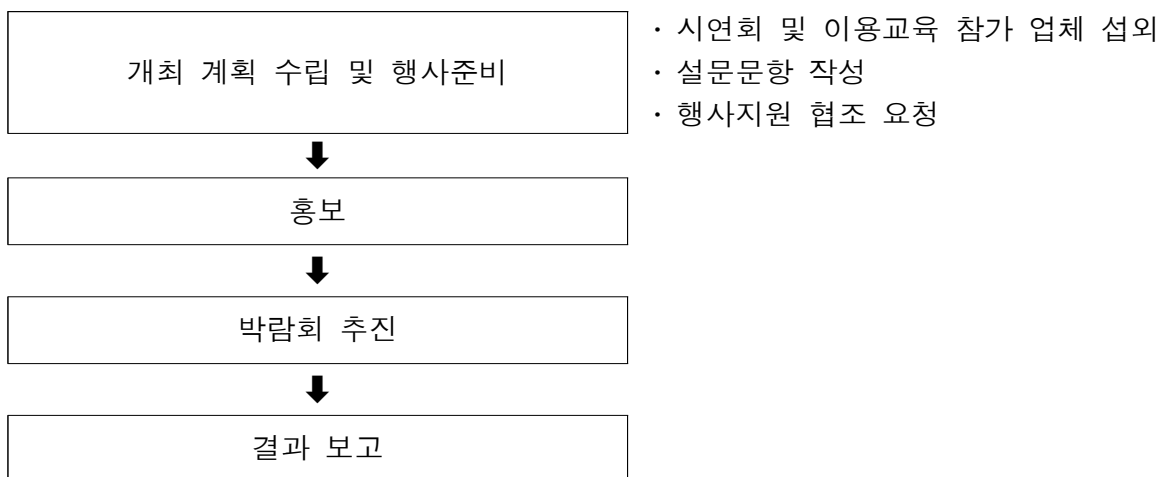 개최 계획 수립 및 행사준비
· 시연회 및 이용교육 참가 업체 섭외
· 설문문항 작성
· 행사지원 협조 요청
홍보
박람회 추진
결과 보고